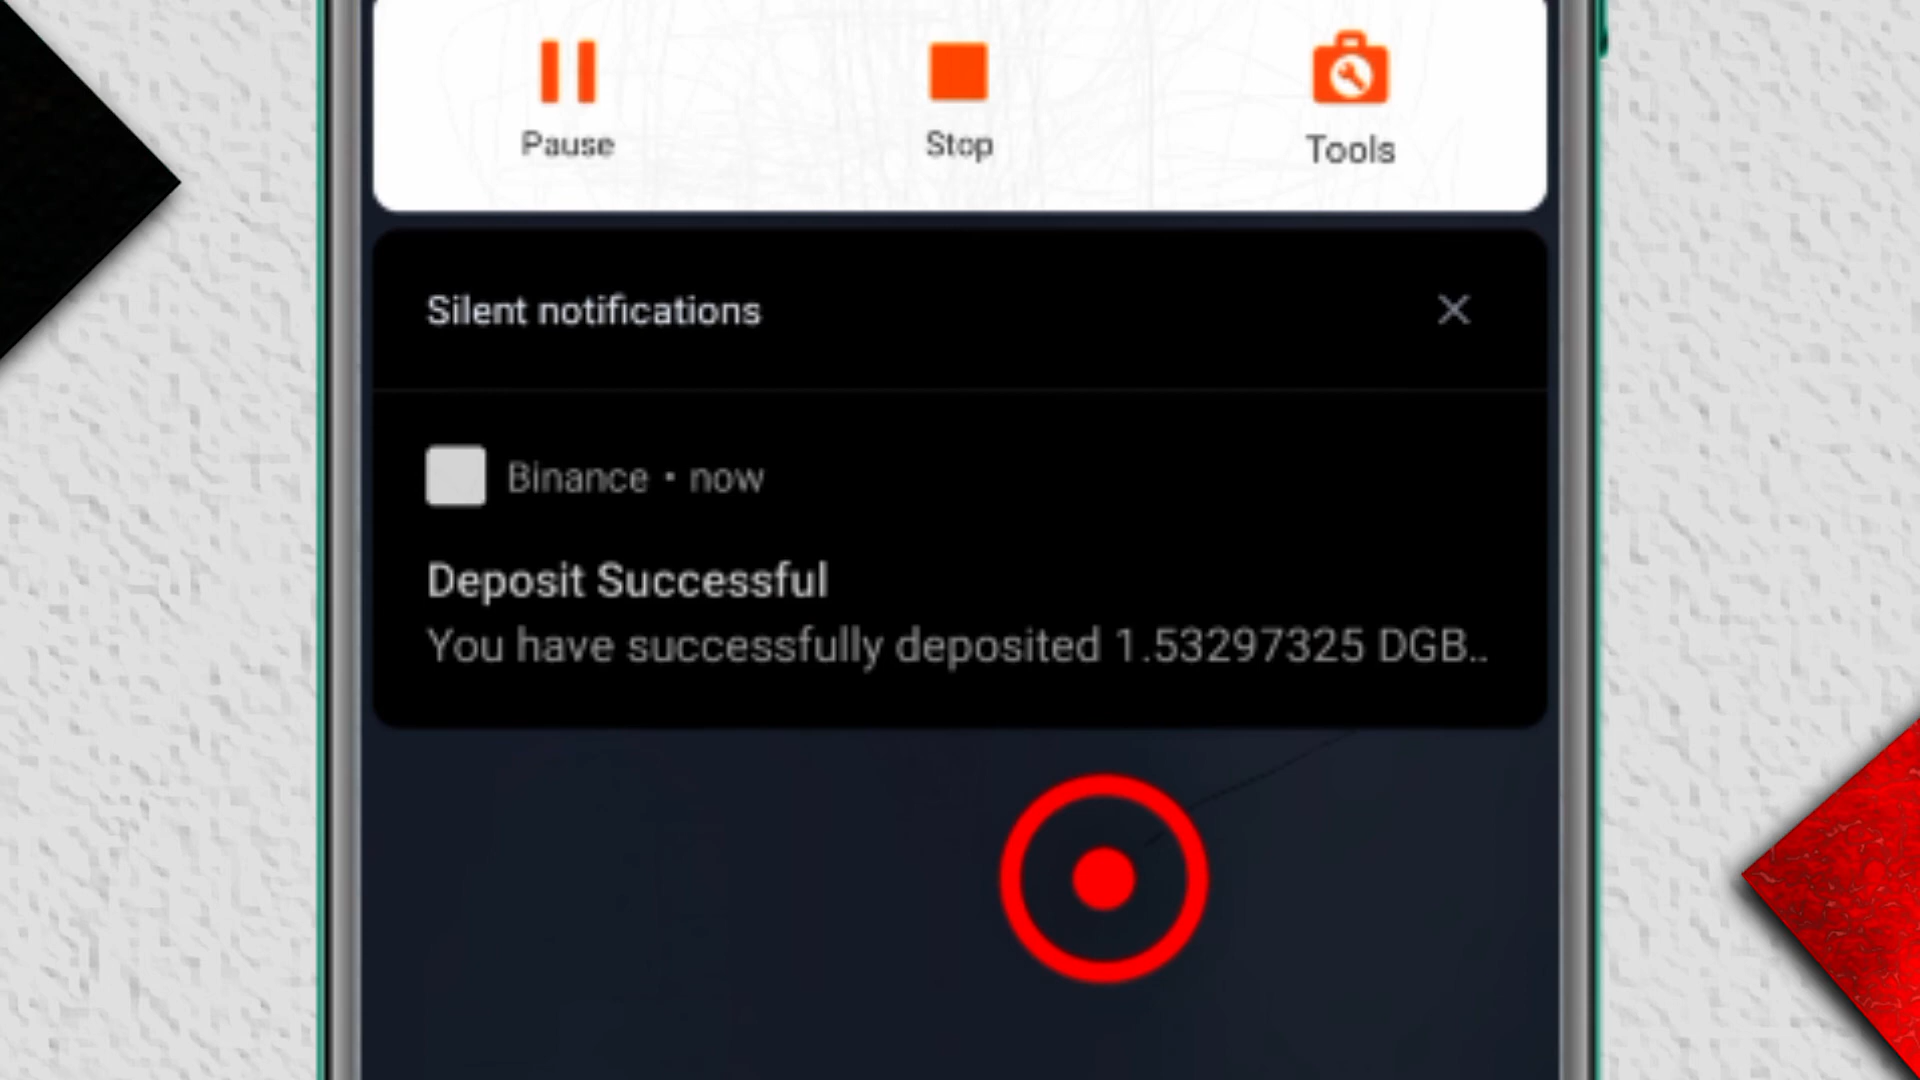 Pause Stop Tools
Silent notifications
Binance • now
Deposit Successful
You have successfully deposited 1.53297325 DGB..